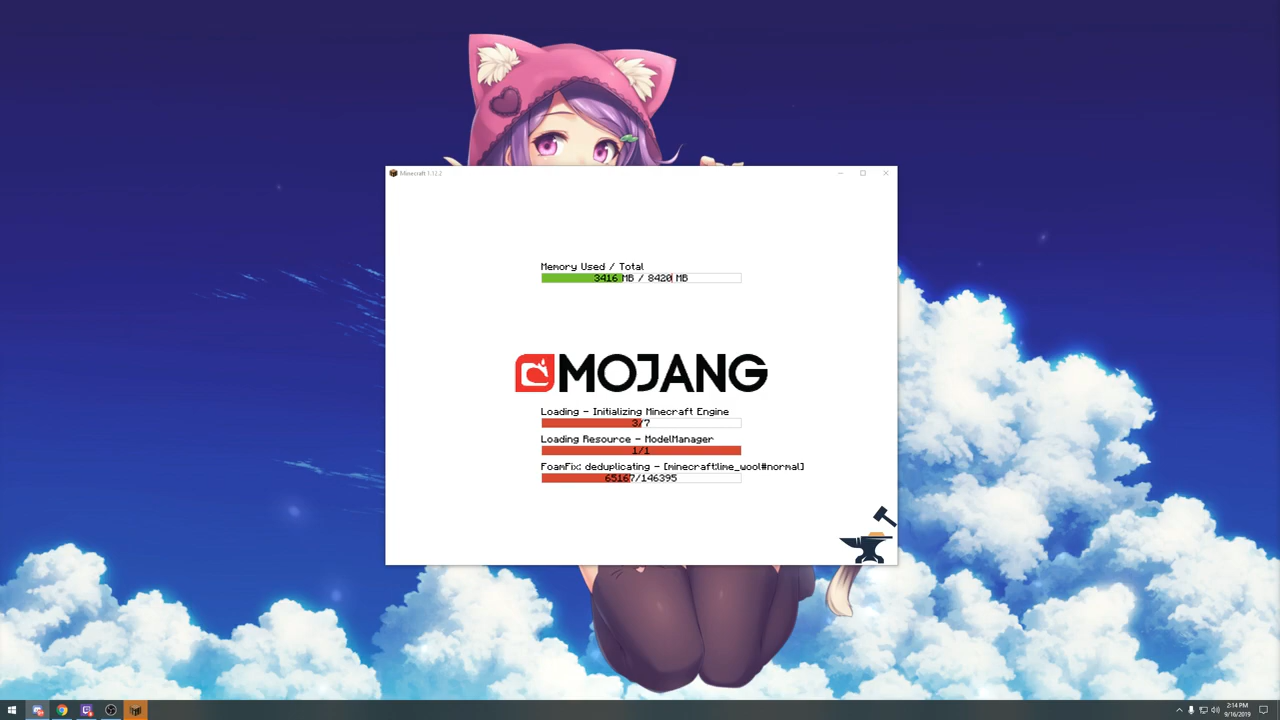 Minecraft 1.12.2
Memory Used / Total
3416 MB / 8420 MB
MOJANG
Loading - Initializing Minecraft Engine
3/7
Loading Resource - ModelManager
1/1
FoamFix: deduplicating - [minecraft:lime_wool#normal]
65167/146395
2:14 PM
9/16/2019